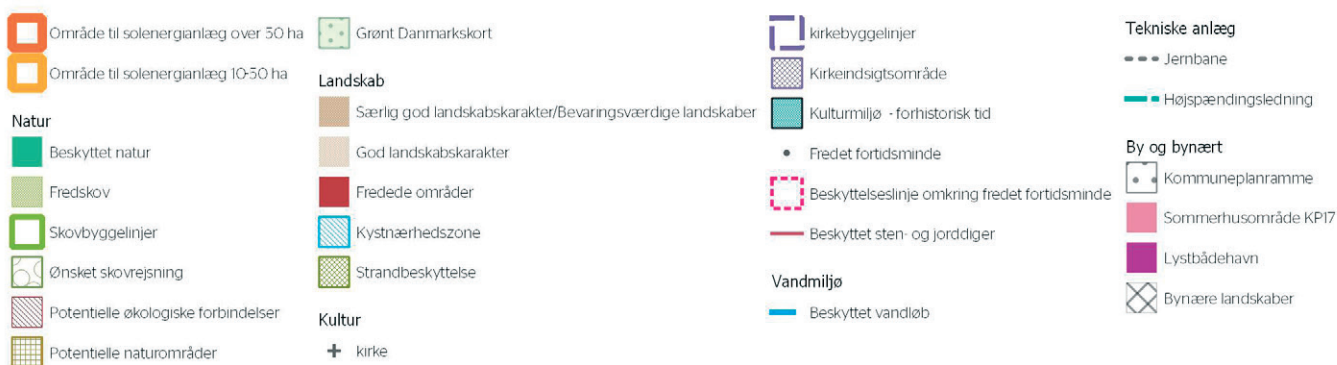 Område til solenergianlæg over 50 ha
Område til solenergianlæg 10-50 ha
Natur
Beskyttet natur
Fredskov
Skovbyggelinjer
Ønsket skovrejsning
Potentielle økologiske forbindelser
Potentielle naturområder
Grønt Danmarkskort
Landskab
Særlig god landskabskarakter/Bevaringsværdige landskaber
God landskabskarakter
Fredede områder
Kystnærhedszone
Strandbeskyttelse
Kultur
kirke
kirkebyggelinjer
Kirkeindsigtsområde
Kulturmiljø - forhistorisk tid
Fredet fortidsminde
Beskyttelseslinje omkring fredet fortidsminde
Beskyttet sten- og jorddiger
Vandmiljø
Beskyttet vandløb
Tekniske anlæg
Jernbane
Højspændingsledning
By og bynært
Kommuneplanramme
Sommerhusområde KP17
Lystbådehavn
Bynære landskaber